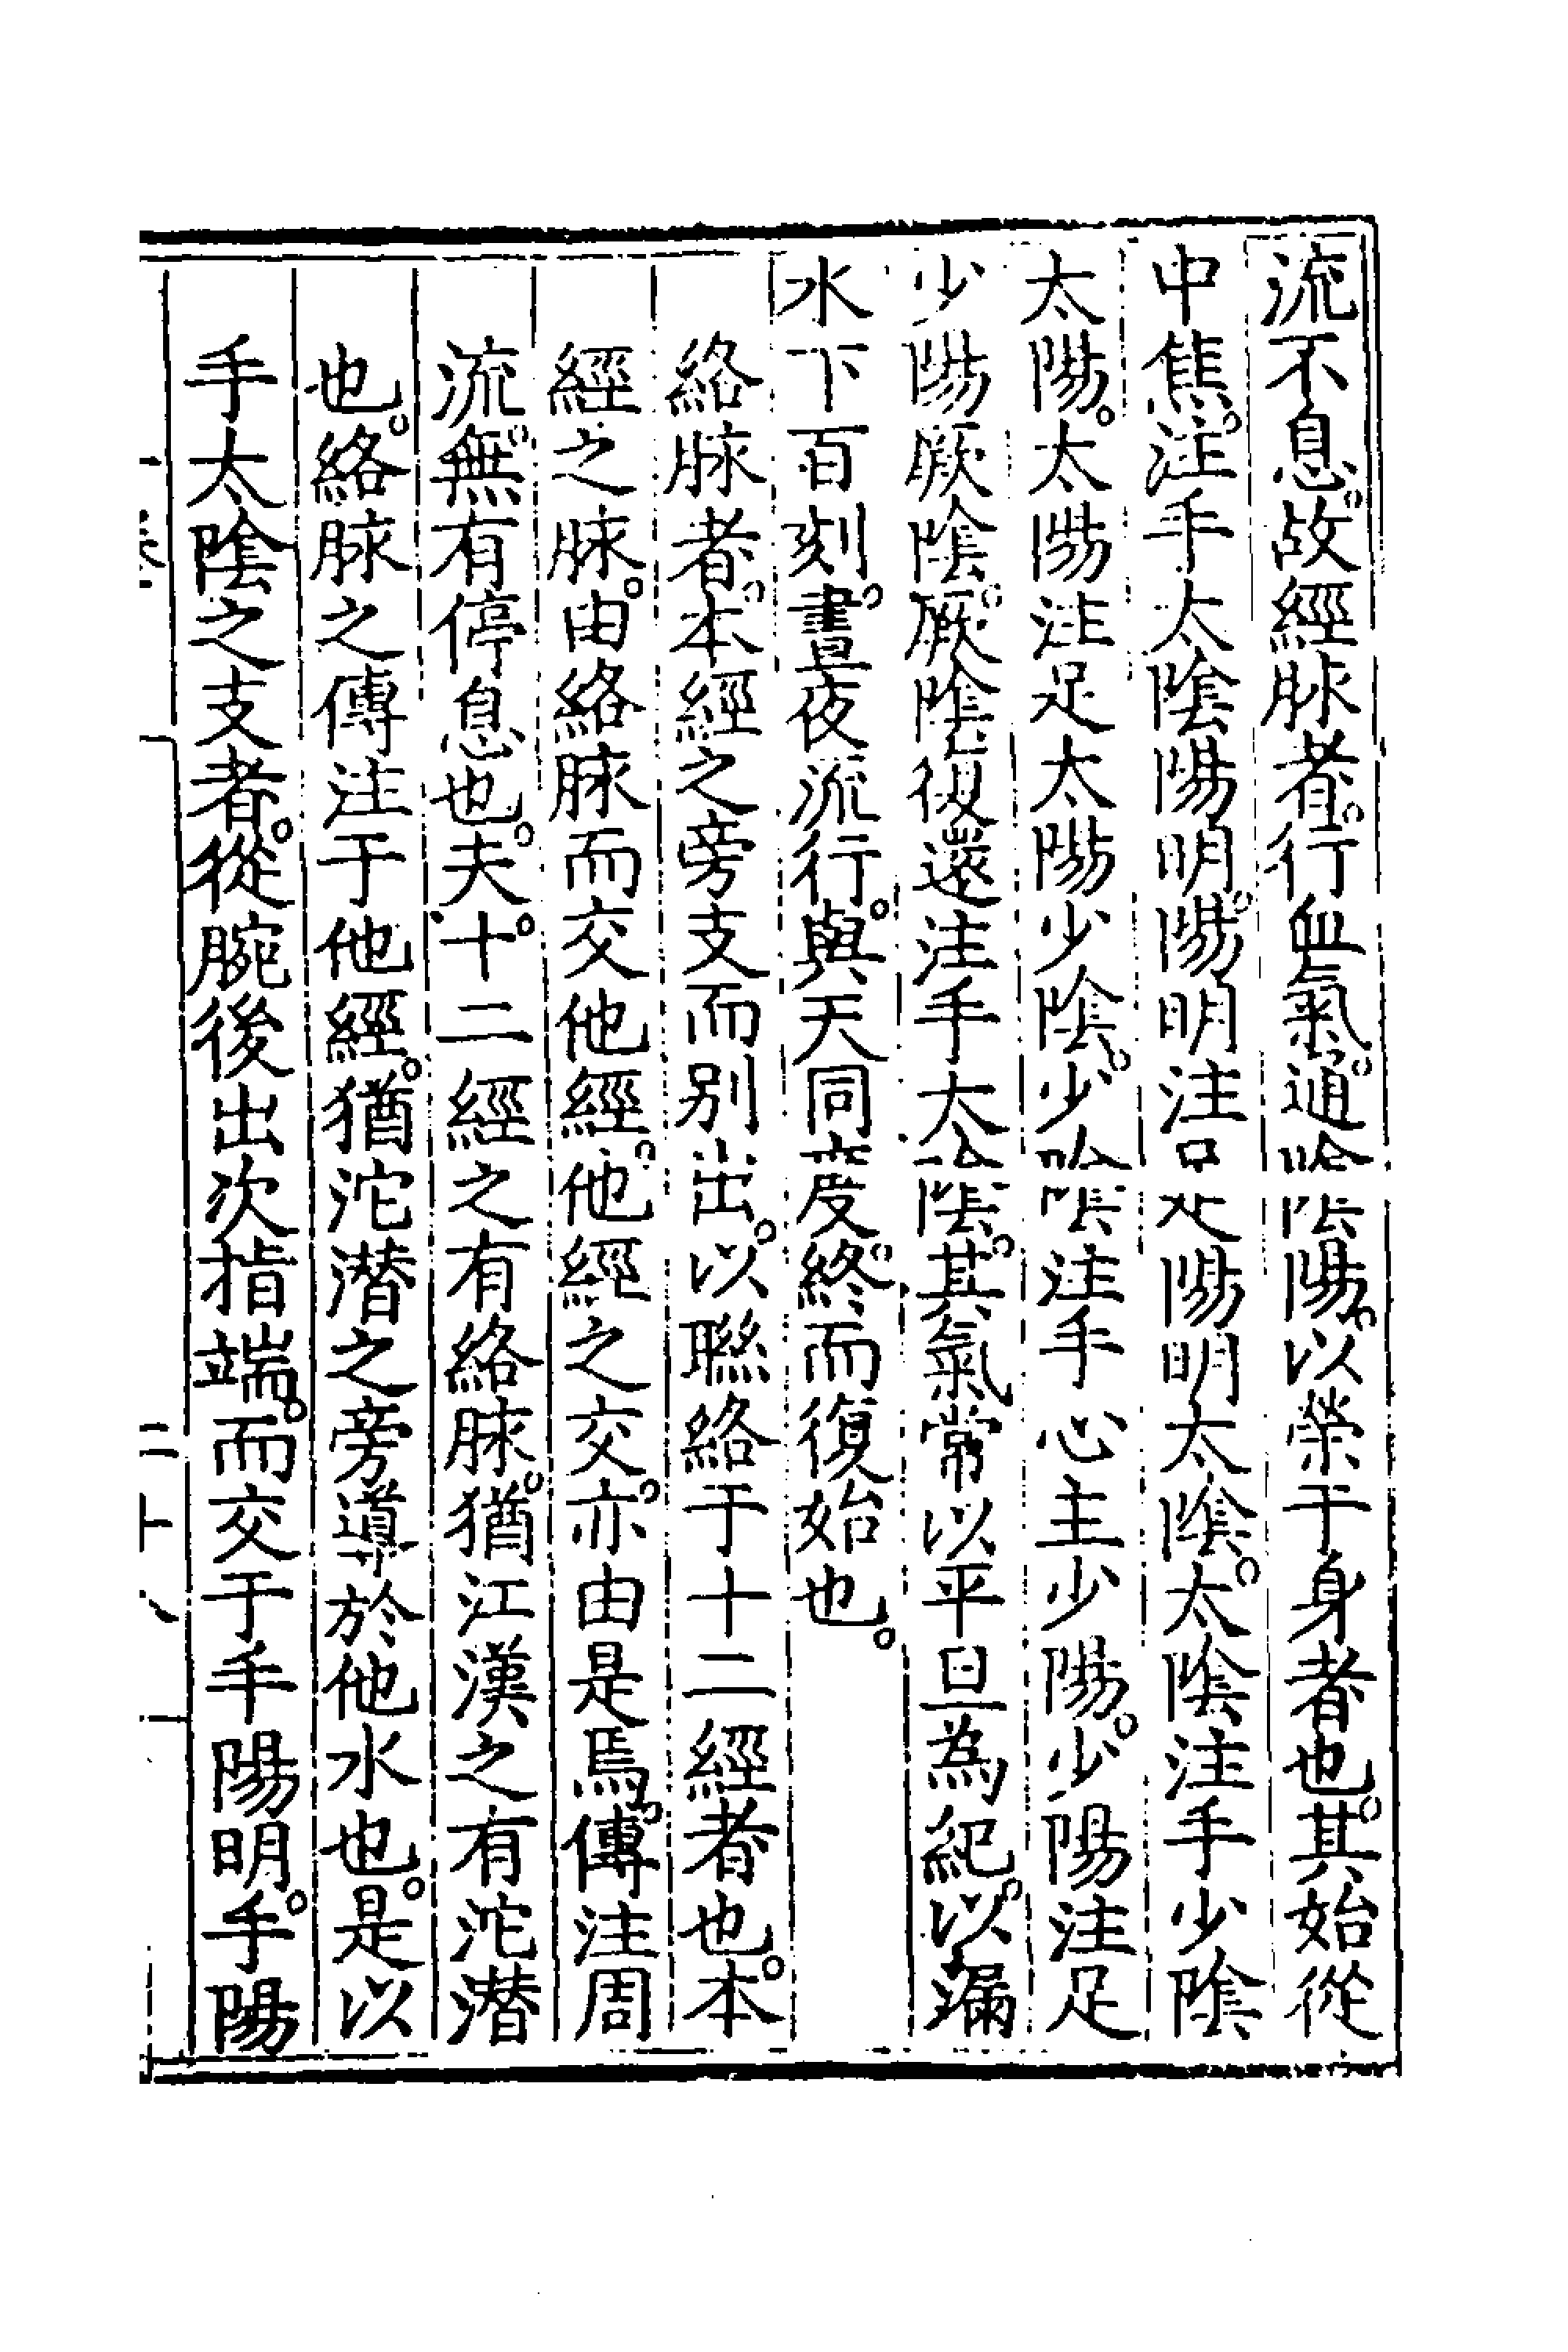 流不息。故經脉者。行血氣。通陰陽。以榮于身者也。其始從
中焦。注手太陰陽明。陽明注足陽明太陰。太陰注手少陰
太陽。太陽注足太陽少陰。少陰注手心主少陽。少陽注足
少陽厥陰。厥陰復還注手太陰。其氣常以平旦為紀。以漏
水下百刻。晝夜流行。與天同度。終而復始也。
絡脉者。本經之旁支而别出。以聯絡于十二經者也。本
經之脉。由絡脉而交他經。他經之交。亦由是焉。傳注周
流。無有停息也。夫。十二經之有絡脉。猶江漢之有沱潛
也。絡脉之傳注于他經。猶沱潛之旁導於他水也。是以
手太陰之支者。從腕後出次指端。而交于手陽明。手陽